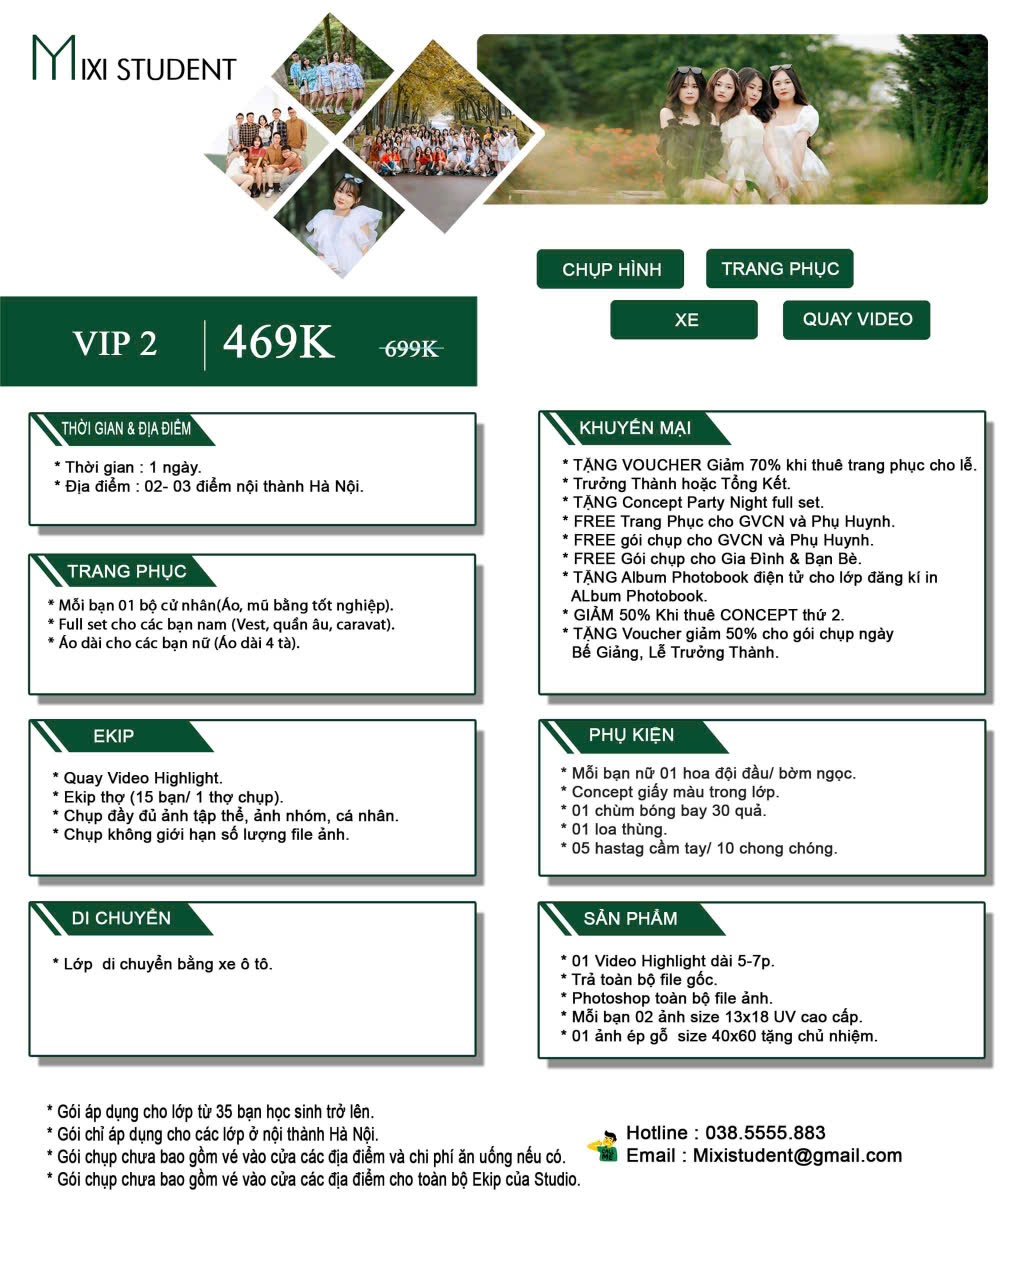 MIXI STUDENT
CHỤP HÌNH
TRANG PHỤC
XE
QUAY VIDEO
VIP 2
469K
699K
THỜI GIAN & ĐỊA ĐIỂM
* Thời gian : 1 ngày.
* Địa điểm : 02- 03 điểm nội thành Hà Nội.
TRANG PHỤC
* Mỗi bạn 01 bộ cử nhân(Áo, mũ bằng tốt nghiệp).
* Full set cho các bạn nam (Vest, quần âu, caravat).
* Áo dài cho các bạn nữ (Áo dài 4 tà).
EKIP
* Quay Video Highlight.
* Ekip thợ (15 bạn/ 1 thợ chụp).
* Chụp đầy đủ ảnh tập thể, ảnh nhóm, cá nhân.
* Chụp không giới hạn số lượng file ảnh.
DI CHUYỂN
* Lớp  di chuyển bằng xe ô tô.
KHUYẾN MẠI
* TẶNG VOUCHER Giảm 70% khi thuê trang phục cho lễ.
* Trưởng Thành hoặc Tổng Kết.
* TẶNG Concept Party Night full set.
* FREE Trang Phục cho GVCN và Phụ Huynh.
* FREE gói chụp cho GVCN và Phụ Huynh.
* FREE Gói chụp cho Gia Đình & Bạn Bè.
* TẶNG Album Photobook điện tử cho lớp đăng kí in
ALbum Photobook.
* GIẢM 50% Khi thuê CONCEPT thứ 2.
* TẶNG Voucher giảm 50% cho gói chụp ngày
Bế Giảng, Lễ Trưởng Thành.
PHỤ KIỆN
* Mỗi bạn nữ 01 hoa đội đầu/ bờm ngọc.
* Concept giấy màu trong lớp.
* 01 chùm bóng bay 30 quả.
* 01 loa thùng.
* 05 hastag cầm tay/ 10 chong chóng.
SẢN PHẨM
* 01 Video Highlight dài 5-7p.
* Trả toàn bộ file gốc.
* Photoshop toàn bộ file ảnh.
* Mỗi bạn 02 ảnh size 13x18 UV cao cấp.
* 01 ảnh ép gỗ  size 40x60 tặng chủ nhiệm.
* Gói áp dụng cho lớp từ 35 bạn học sinh trở lên.
* Gói chỉ áp dụng cho các lớp ở nội thành Hà Nội.
* Gói chụp chưa bao gồm vé vào cửa các địa điểm và chi phí ăn uống nếu có.
* Gói chụp chưa bao gồm vé vào cửa các địa điểm cho toàn bộ Ekip của Studio.
Hotline : 038.5555.883
Email : Mixistudent@gmail.com